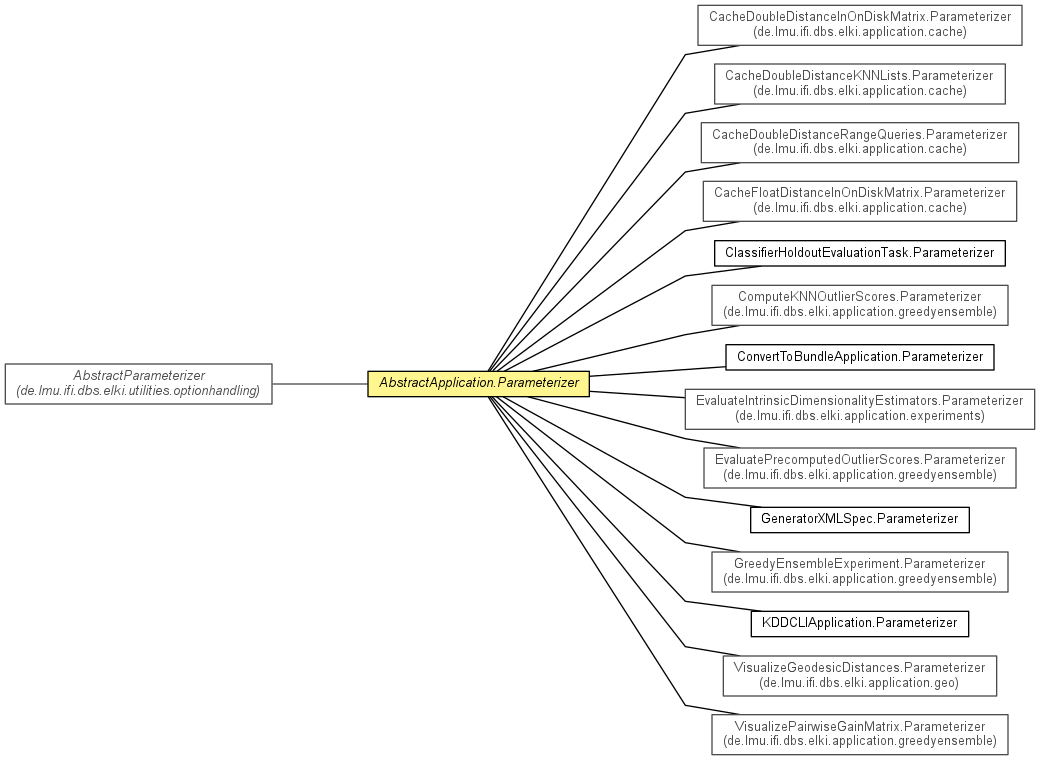 CacheDoubleDistanceInOnDiskMatrix.Parameterizer
(de.lmu.ifi.dbs.elki.application.cache)
CacheDoubleDistanceKNNLists.Parameterizer
(de.lmu.ifi.dbs.elki.application.cache)
CacheDoubleDistanceRangeQueries.Parameterizer
(de.lmu.ifi.dbs.elki.application.cache)
CacheFloatDistanceInOnDiskMatrix.Parameterizer
(de.lmu.ifi.dbs.elki.application.cache)
ClassifierHoldoutEvaluationTask.Parameterizer
ComputeKNNOutlierScores.Parameterizer
(de.lmu.ifi.dbs.elki.application.greedyensemble)
ConvertToBundleApplication.Parameterizer
AbstractParameterizer
(de.lmu.ifi.dbs.elki.utilities.optionhandling)
AbstractApplication.Parameterizer
EvaluateIntrinsicDimensionalityEstimators.Parameterizer
(de.lmu.ifi.dbs.elki.application.experiments)
EvaluatePrecomputedOutlierScores.Parameterizer
(de.lmu.ifi.dbs.elki.application.greedyensemble)
GeneratorXMLSpec.Parameterizer
GreedyEnsembleExperiment.Parameterizer
(de.lmu.ifi.dbs.elki.application.greedyensemble)
KDDCLIApplication.Parameterizer
VisualizeGeodesicDistances.Parameterizer
(de.lmu.ifi.dbs.elki.application.geo)
VisualizePairwiseGainMatrix.Parameterizer
(de.lmu.ifi.dbs.elki.application.greedyensemble)